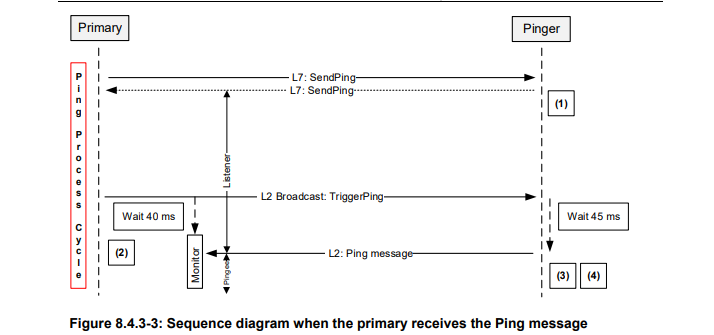 Primary
Pinger
Ping Process Cycle
L7: SendPing
L7: SendPing
(1)
Listener
L2 Broadcast: TriggerPing
Wait 40 ms
Wait 45 ms
(2)
Monitor
L2: Ping message
Pingee
(3)
(4)
Figure 8.4.3-3: Sequence diagram when the primary receives the Ping message